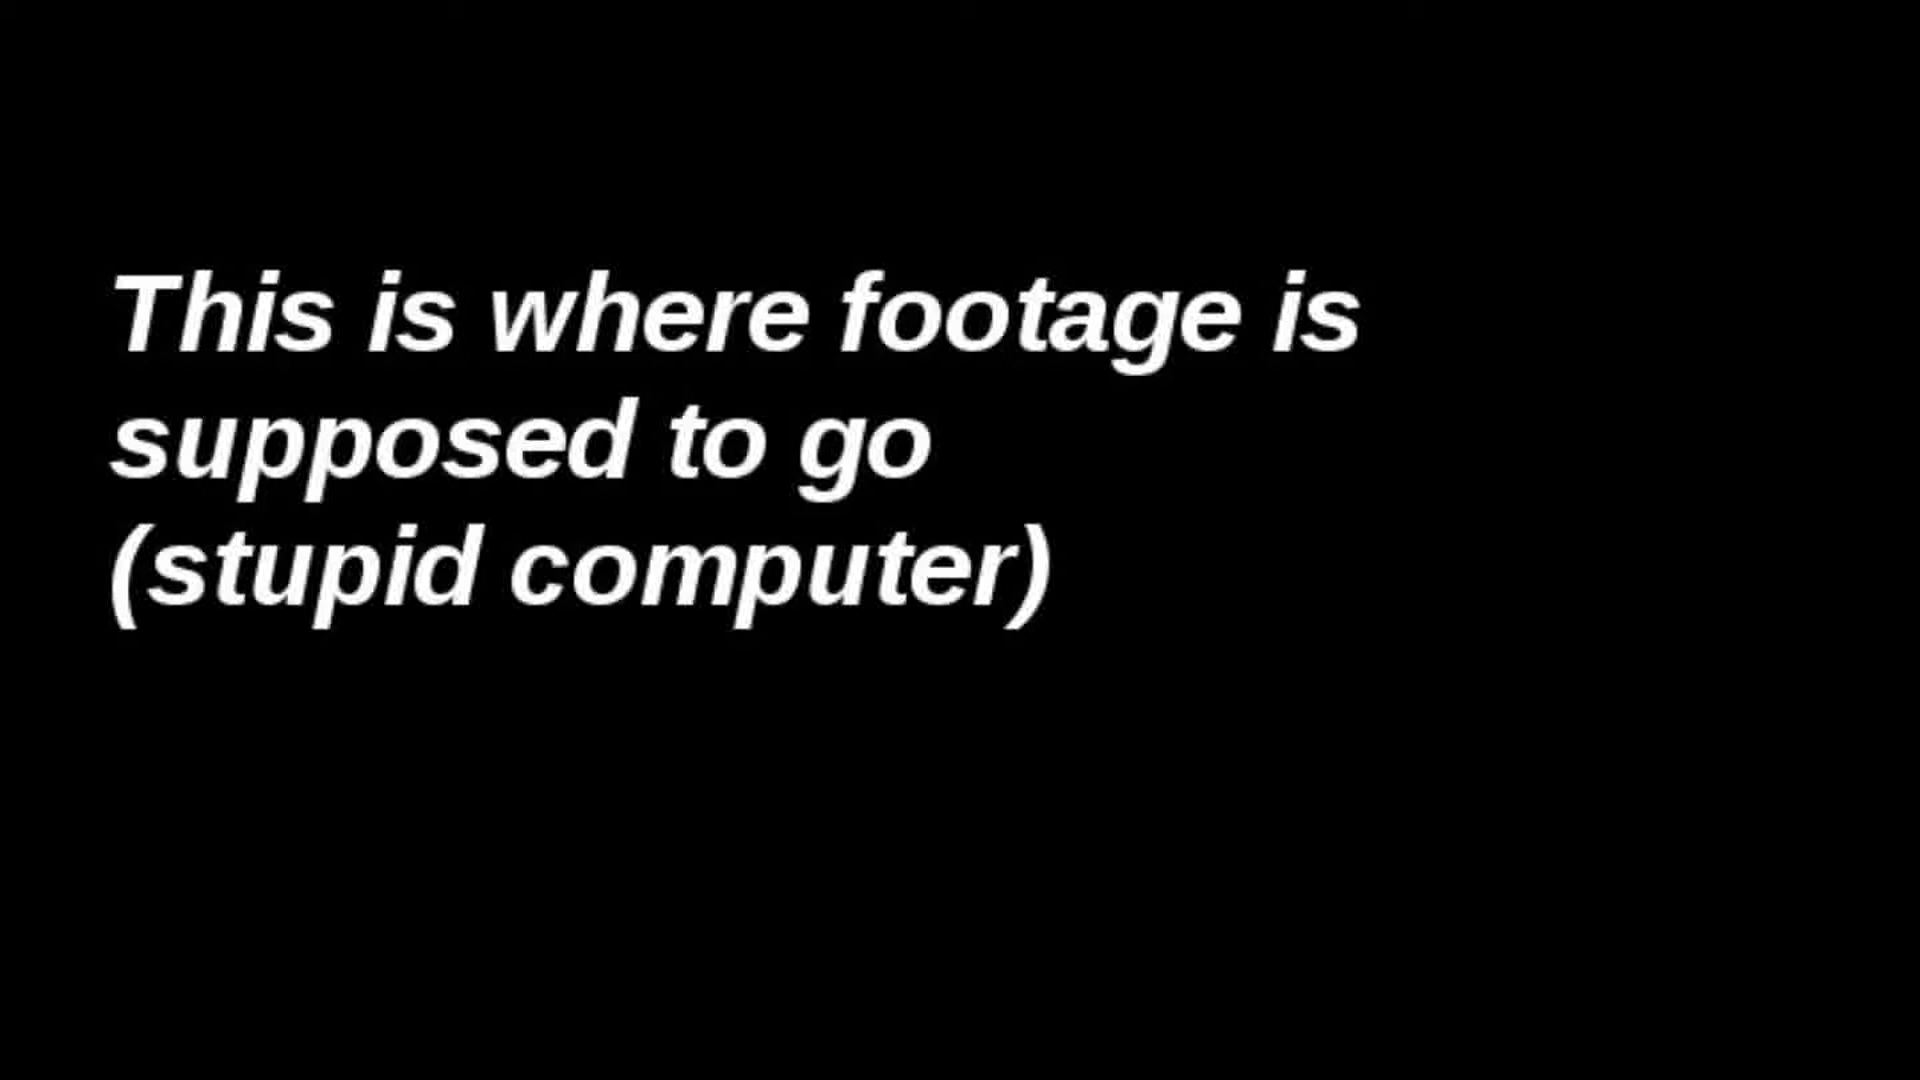 This is where footage is
supposed to go
(stupid computer)